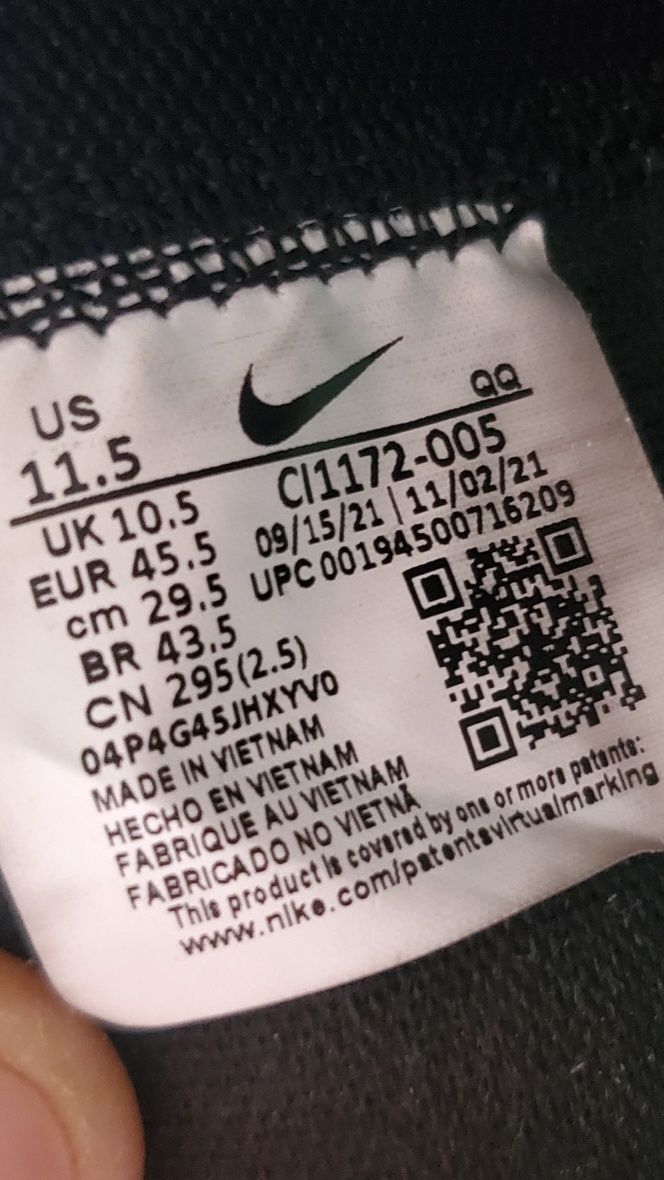 US
11.5
QQ
UK 10.5
EUR 45.5
cm 29.5
BR 43.5
CN 295(2.5)
CI1172-005
09/15/21 | 11/02/21
UPC 00194500716209
04P4G45JHXYV0
MADE IN VIETNAM
HECHO EN VIETNAM
FABRIQUE AU VIETNAM
FABRICADO NO VIETNÃ
This product is covered by one or more patents:
www.nike.com/patentsvirtualmarking